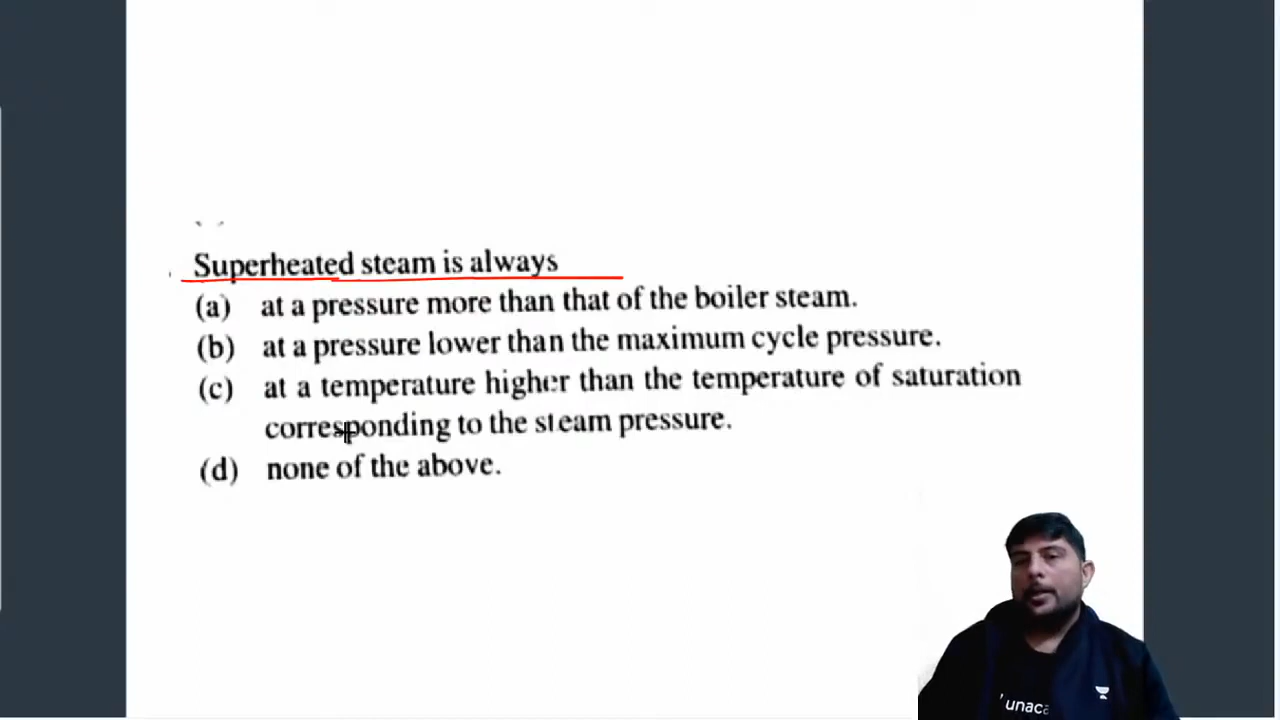 Superheated steam is always
(a) at a pressure more than that of the boiler steam.
(b) at a pressure lower than the maximum cycle pressure.
(c) at a temperature higher than the temperature of saturation
corresponding to the steam pressure.
(d) none of the above.